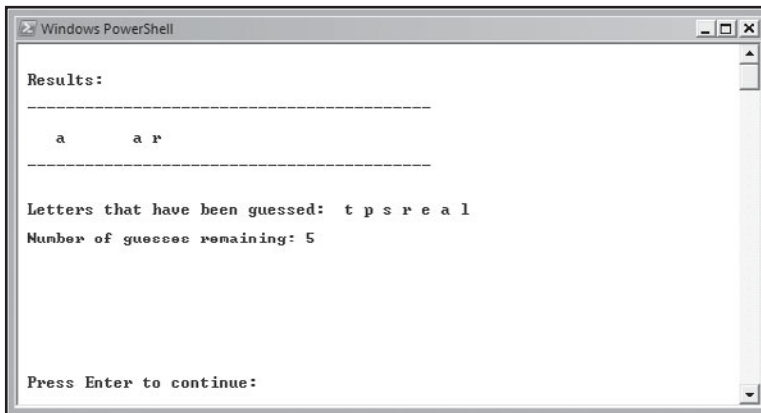 Windows PowerShell
Results:
------------------------------------------
a a r
------------------------------------------
Letters that have been guessed: t p s r e a l
Number of guesses remaining: 5
Press Enter to continue: